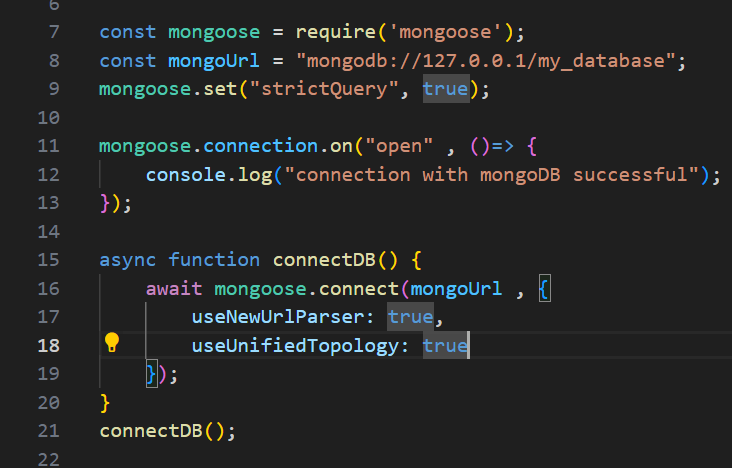 6
7 const mongoose = require('mongoose');
8 const mongoUrl = "mongodb://127.0.0.1/my_database";
9 mongoose.set("strictQuery", true);
10
11 mongoose.connection.on("open" , ()=> {
12     console.log("connection with mongoDB successful");
13 });
14
15 async function connectDB() {
16     await mongoose.connect(mongoUrl , {
17         useNewUrlParser: true,
18         useUnifiedTopology: true
19     });
20 }
21 connectDB();
22